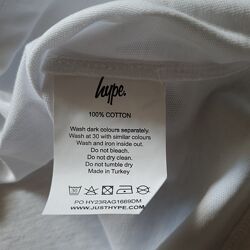 hype.
100% COTTON
Wash dark colours separately.
Wash at 30 with similar colours
Wash and iron inside out.
Do not bleach.
Do not dry clean.
Do not tumble dry
Made in Turkey
PO HY23RAG1669DM
WWW.JUSTHYPE.COM